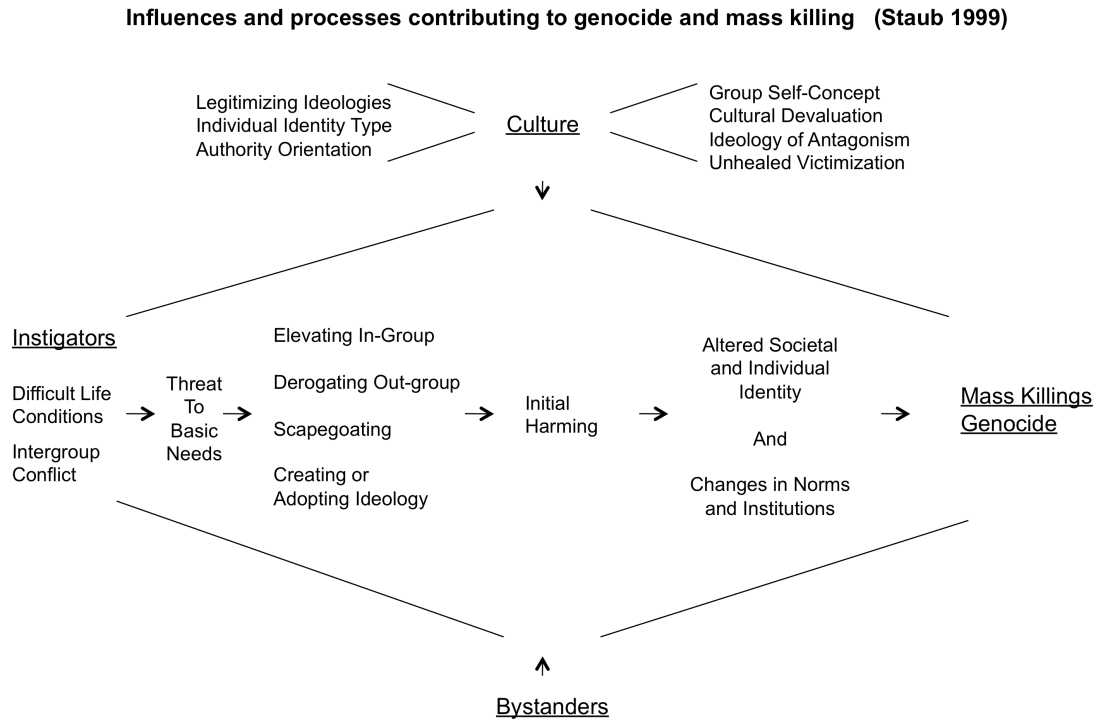 Influences and processes contributing to genocide and mass killing (Staub 1999)
Legitimizing Ideologies
Individual Identity Type
Authority Orientation
Culture
Group Self-Concept
Cultural Devaluation
Ideology of Antagonism
Unhealed Victimization
Instigators
Difficult Life
Conditions
Intergroup
Conflict
Threat
To
Basic
Needs
Elevating In-Group
Derogating Out-group
Scapegoating
Creating or
Adopting Ideology
Initial
Harming
Altered Societal
and Individual
Identity
And
Changes in Norms
and Institutions
Mass Killings
Genocide
Bystanders